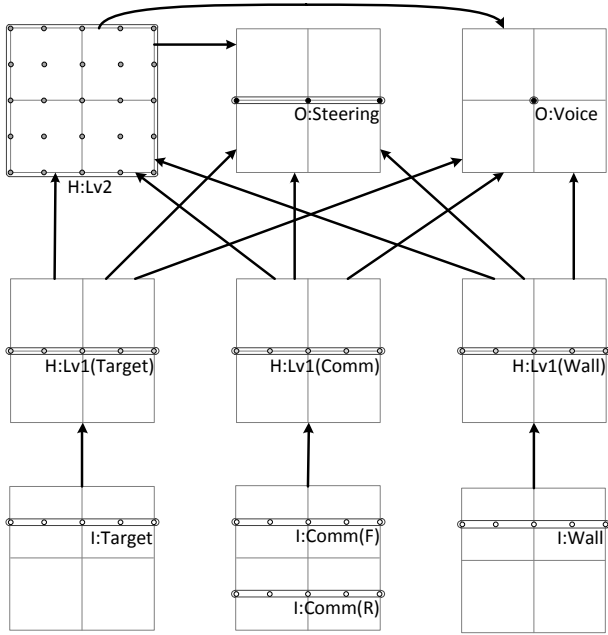 O:Steering
O:Voice
H:Lv2
H:Lv1(Target)
H:Lv1(Comm)
H:Lv1(Wall)
I:Target
I:Comm(F)
I:Wall
I:Comm(R)